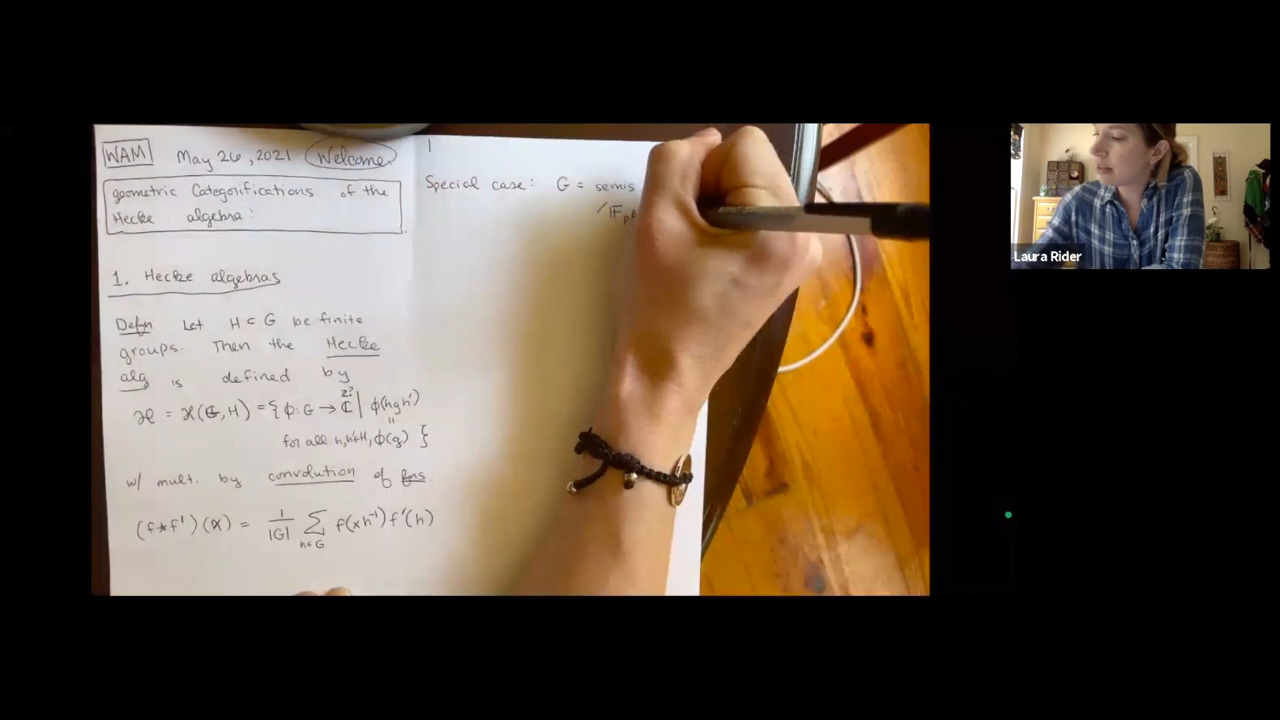 WAM May 26, 2021 Welcome
Geometric Categorifications of the
Hecke algebra:
1. Hecke algebras
Defn Let H ⊂ G be finite
groups. Then the Hecke
alg is defined by
ℋ = ℋ(G, H) = { ϕ: G → ℂ | ϕ(hgh')
ℤ?
"
for all h,h'∈H, ϕ(g) }
w/ mult. by convolution of fns.
(f*f')(x) = 1/|G| Σ_{h∈G} f(xh⁻¹) f'(h)
Special case: G = semis
/𝔽_p
Laura Rider